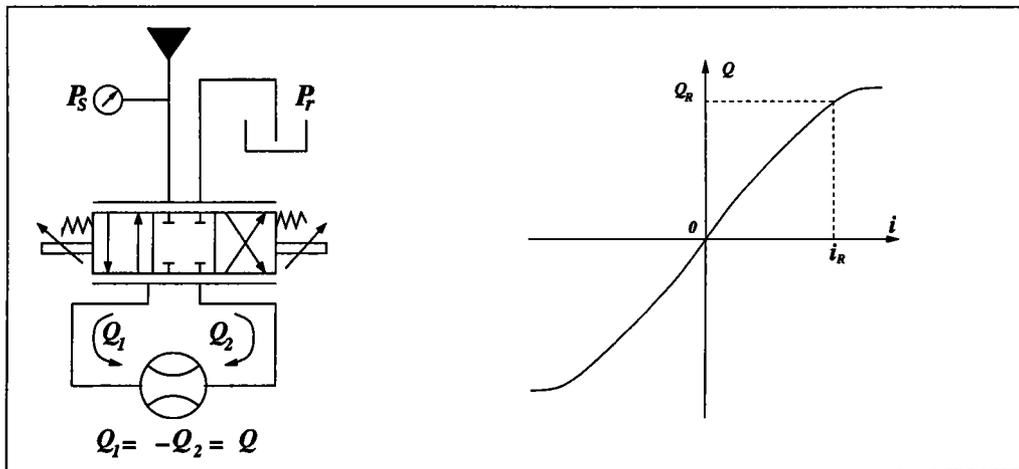 P_S
P_r
Q_1
Q_2
Q_1 = -Q_2 = Q
Q
Q_R
0
i
i_R